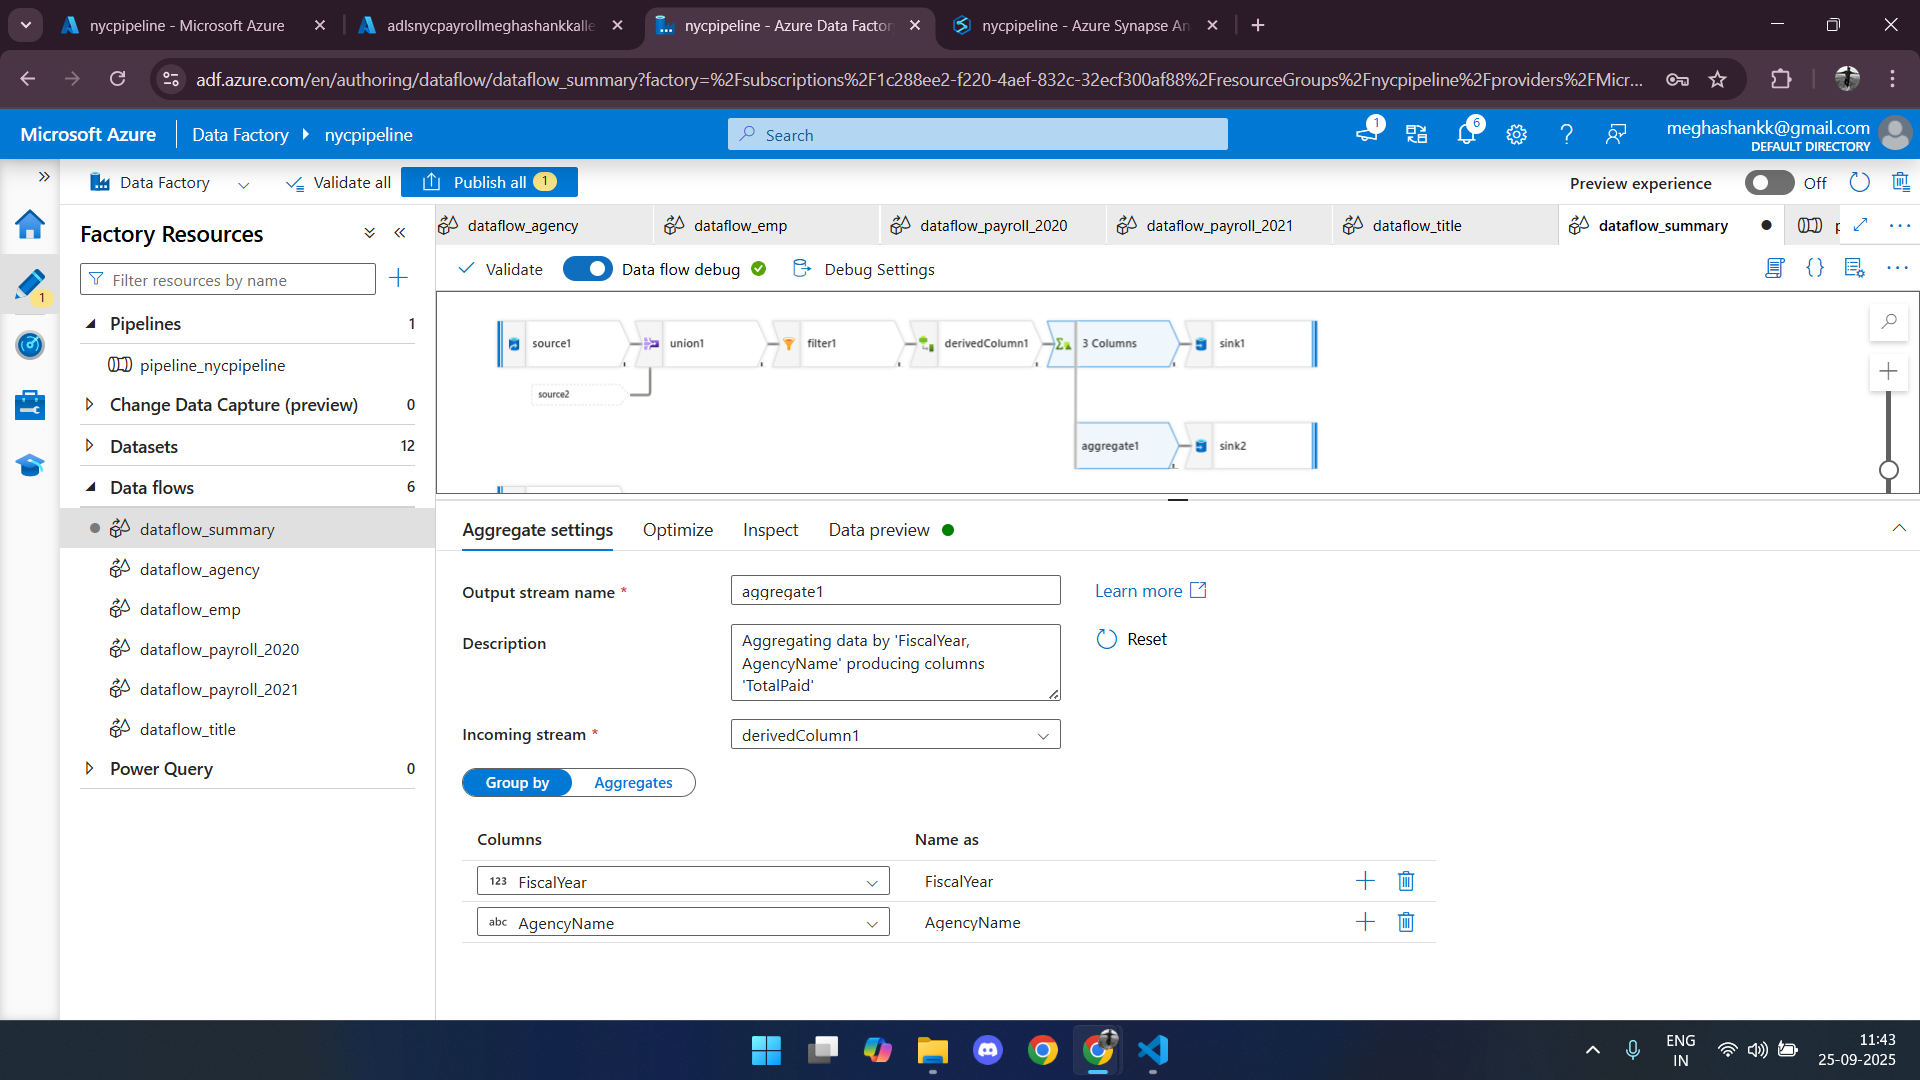 nycpipeline - Microsoft Azure
adlsnycpayrollmeghashankkalle
nycpipeline - Azure Data Factor
nycpipeline - Azure Synapse An
adf.azure.com/en/authoring/dataflow/dataflow_summary?factory=%2Fsubscriptions%2F1c288ee2-f220-4aef-832c-32ecf300af88%2FresourceGroups%2Fnycpipeline%2Fproviders%2FMicr...
Microsoft Azure
Data Factory
nycpipeline
Search
1
6
meghashankk@gmail.com
DEFAULT DIRECTORY
Data Factory
Validate all
Publish all
1
Preview experience
Off
Factory Resources
Filter resources by name
1
Pipelines
1
pipeline_nycpipeline
Change Data Capture (preview)
0
Datasets
12
Data flows
6
dataflow_summary
dataflow_agency
dataflow_emp
dataflow_payroll_2020
dataflow_payroll_2021
dataflow_title
Power Query
0
dataflow_agency
dataflow_emp
dataflow_payroll_2020
dataflow_payroll_2021
dataflow_title
dataflow_summary
Validate
Data flow debug
Debug Settings
source1
union1
filter1
derivedColumn1
3 Columns
sink1
source2
aggregate1
sink2
Aggregate settings
Optimize
Inspect
Data preview
Output stream name *
aggregate1
Learn more
Description
Aggregating data by 'FiscalYear,
AgencyName' producing columns
'TotalPaid'
Reset
Incoming stream *
derivedColumn1
Group by
Aggregates
Columns
Name as
123 FiscalYear
FiscalYear
abc AgencyName
AgencyName
ENG
IN
11:43
25-09-2025